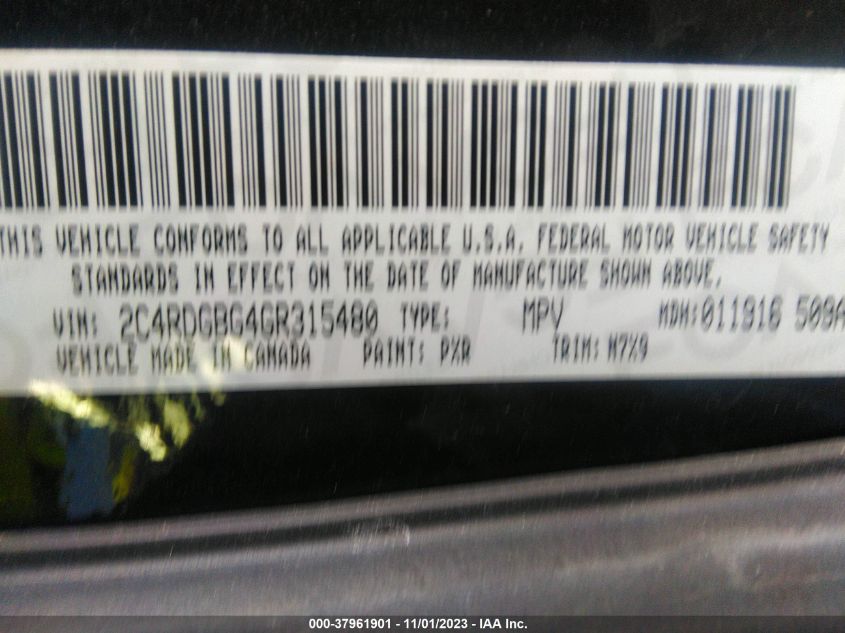 THIS VEHICLE CONFORMS TO ALL APPLICABLE U.S.A. FEDERAL MOTOR VEHICLE SAFETY
STANDARDS IN EFFECT ON THE DATE OF MANUFACTURE SHOWN ABOVE.
VIN: 2C4RDGBG4GR315480 TYPE: MPV MDH:011916 509A
VEHICLE MADE IN CANADA PAINT: PXR TRIM: N7X9
000-37961901 - 11/01/2023 - IAA Inc.